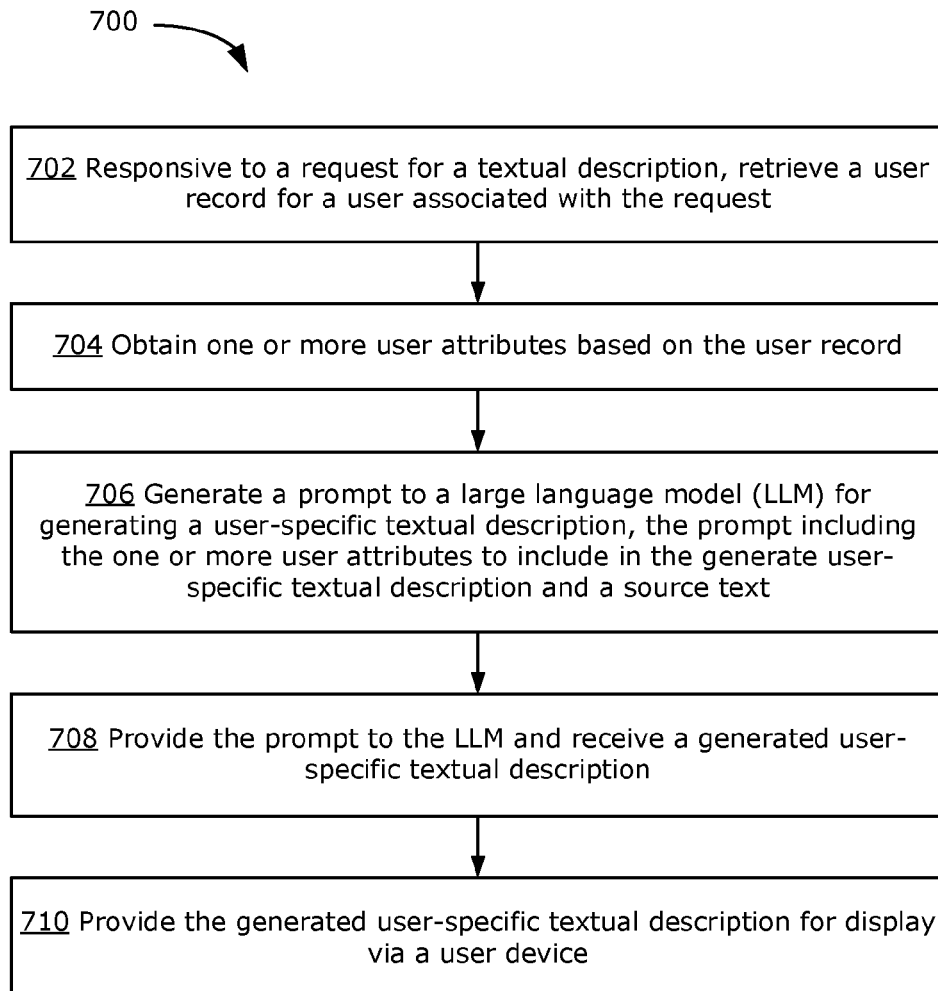 700
702 Responsive to a request for a textual description, retrieve a user
record for a user associated with the request
704 Obtain one or more user attributes based on the user record
706 Generate a prompt to a large language model (LLM) for
generating a user-specific textual description, the prompt including
the one or more user attributes to include in the generate user-
specific textual description and a source text
708 Provide the prompt to the LLM and receive a generated user-
specific textual description
710 Provide the generated user-specific textual description for display
via a user device